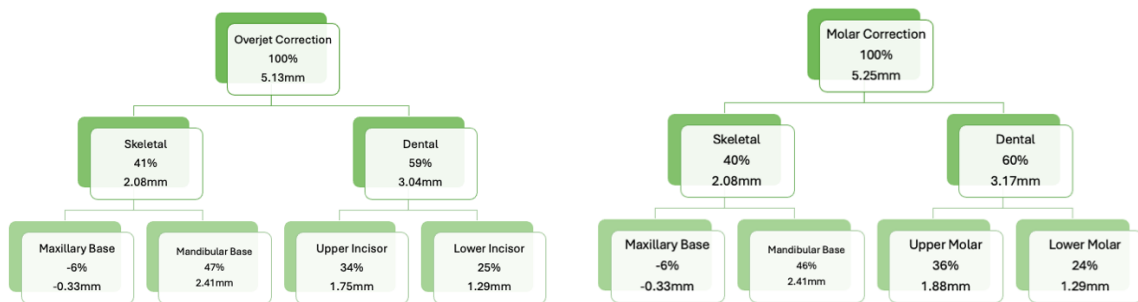 Overjet Correction
100%
5.13mm
Skeletal
41%
2.08mm
Dental
59%
3.04mm
Maxillary Base
-6%
-0.33mm
Mandibular Base
47%
2.41mm
Upper Incisor
34%
1.75mm
Lower Incisor
25%
1.29mm
Molar Correction
100%
5.25mm
Skeletal
40%
2.08mm
Dental
60%
3.17mm
Maxillary Base
-6%
-0.33mm
Mandibular Base
46%
2.41mm
Upper Molar
36%
1.88mm
Lower Molar
24%
1.29mm